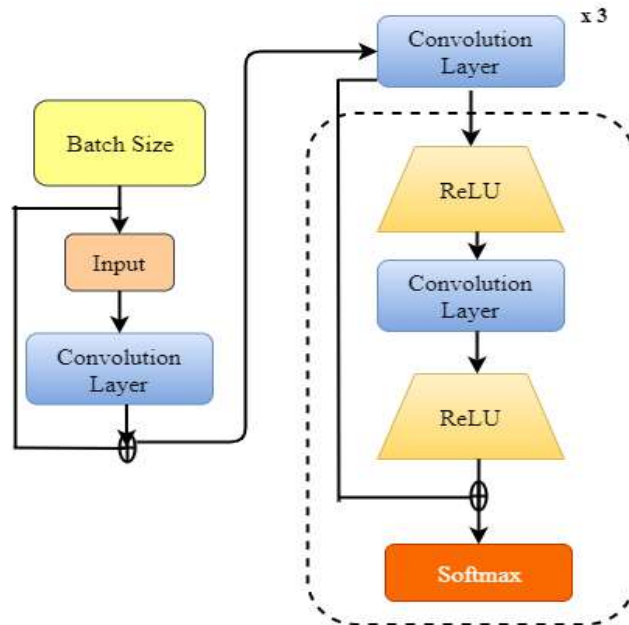 Batch Size
Input
Convolution
Layer
x 3
Convolution
Layer
ReLU
Convolution
Layer
ReLU
Softmax